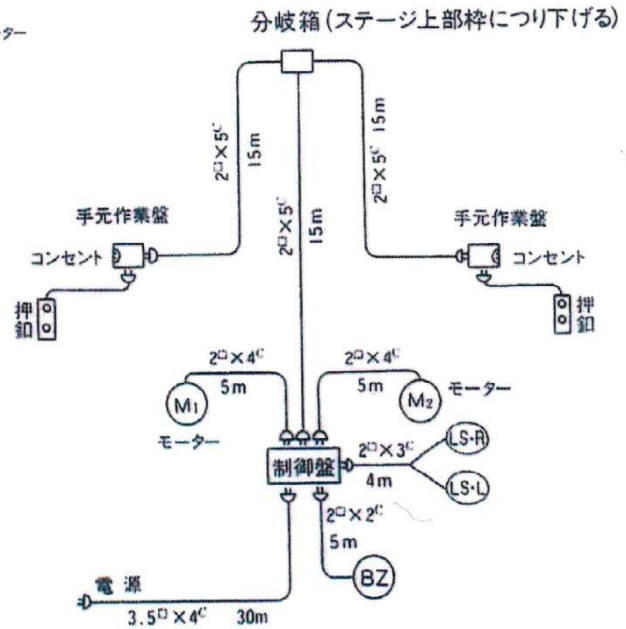 分岐箱(ステージ上部枠につり下げる)
ーター
2□×5C
15m
2□×5C
15m
2□×5C
15m
手元作業盤
コンセント
押釦
手元作業盤
コンセント
押釦
2□×4C
5m
M₁
モーター
2□×4C
5m
M₂
モーター
制御盤
2□×3C
4m
LS・R
LS・L
2□×2C
5m
BZ
電源
3.5□×4C 30m